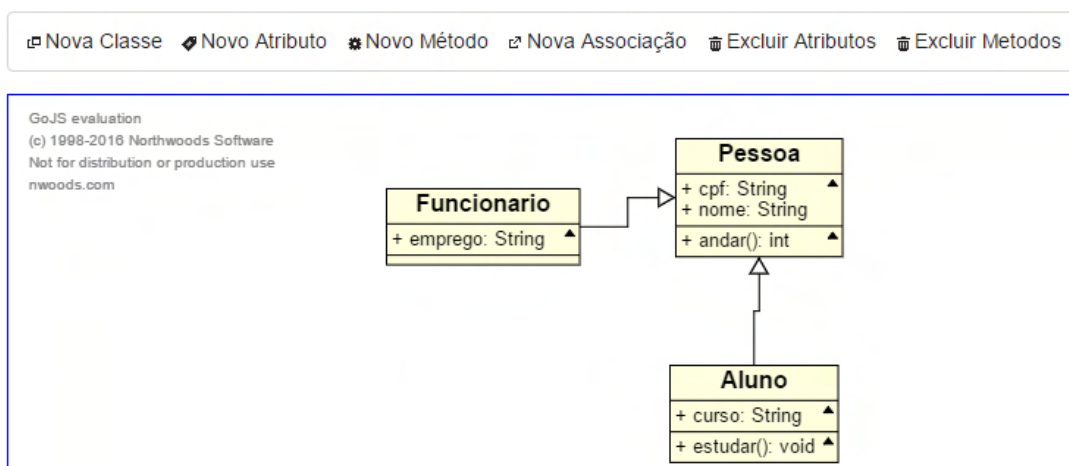 Nova Classe Novo Atributo Novo Método Nova Associação Excluir Atributos Excluir Metodos
GoJS evaluation
(c) 1998-2016 Northwoods Software
Not for distribution or production use
nwoods.com
Pessoa
+ cpf: String
+ nome: String
+ andar(): int
Funcionario
+ emprego: String
Aluno
+ curso: String
+ estudar(): void